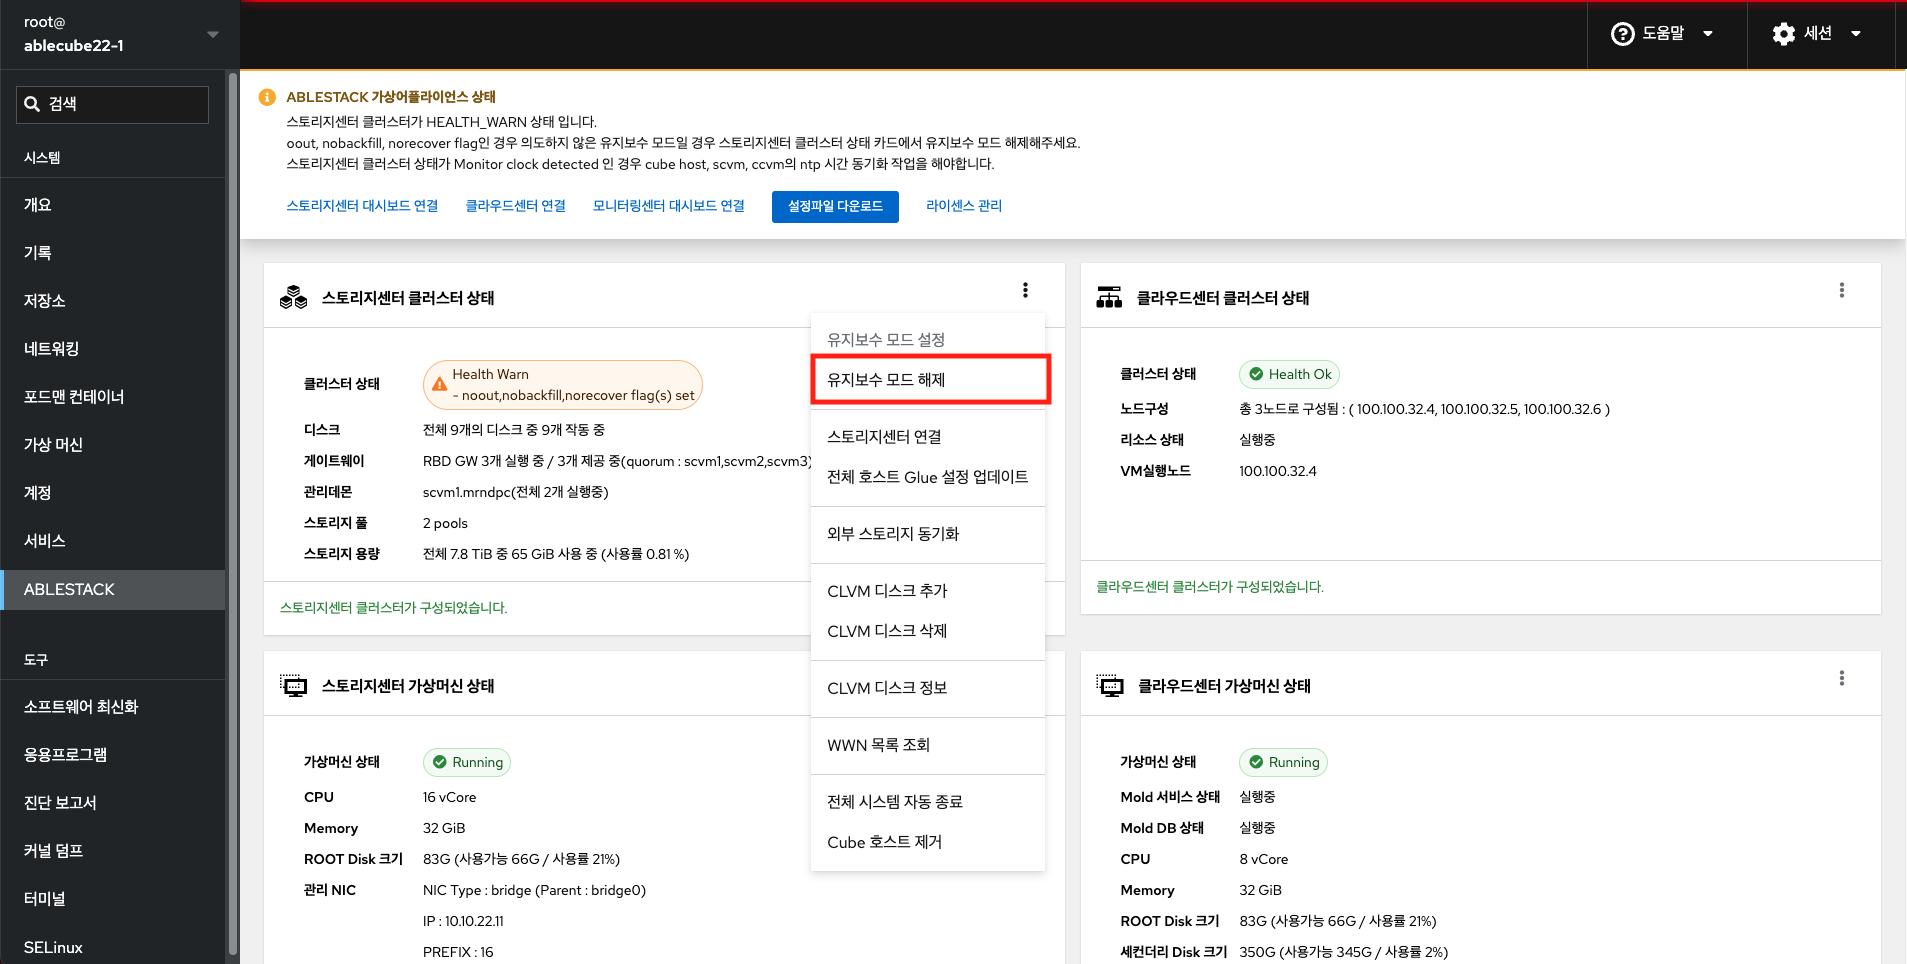 root@
ablecube22-1
도움말
세션
검색
시스템
개요
기록
저장소
네트워킹
포드맨 컨테이너
가상 머신
계정
서비스
ABLESTACK
도구
소프트웨어 최신화
응용프로그램
진단 보고서
커널 덤프
터미널
SELinux
ABLESTACK 가상어플라이언스 상태
스토리지센터 클러스터가 HEALTH_WARN 상태 입니다.
oout, nobackfill, norecover flag인 경우 의도하지 않은 유지보수 모드일 경우 스토리지센터 클러스터 상태 카드에서 유지보수 모드 해제해주세요.
스토리지센터 클러스터 상태가 Monitor clock detected 인 경우 cube host, scvm, ccvm의 ntp 시간 동기화 작업을 해야합니다.
스토리지센터 대시보드 연결 클라우드센터 연결 모니터링센터 대시보드 연결 설정파일 다운로드 라이센스 관리
스토리지센터 클러스터 상태
클러스터 상태 Health Warn
- noout,nobackfill,norecover flag(s) set
디스크 전체 9개의 디스크 중 9개 작동 중
게이트웨이 RBD GW 3개 실행 중 / 3개 제공 중(quorum : scvm1,scvm2,scvm3)
관리데몬 scvm1.mrndpc(전체 2개 실행중)
스토리지 풀 2 pools
스토리지 용량 전체 7.8 TiB 중 65 GiB 사용 중 (사용률 0.81 %)
스토리지센터 클러스터가 구성되었습니다.
유지보수 모드 설정
유지보수 모드 해제
스토리지센터 연결
전체 호스트 Glue 설정 업데이트
외부 스토리지 동기화
CLVM 디스크 추가
CLVM 디스크 삭제
CLVM 디스크 정보
WWN 목록 조회
전체 시스템 자동 종료
Cube 호스트 제거
클라우드센터 클러스터 상태
클러스터 상태 Health Ok
노드구성 총 3노드로 구성됨 : ( 100.100.32.4, 100.100.32.5, 100.100.32.6 )
리소스 상태 실행중
VM실행노드 100.100.32.4
클라우드센터 클러스터가 구성되었습니다.
스토리지센터 가상머신 상태
가상머신 상태 Running
CPU 16 vCore
Memory 32 GiB
ROOT Disk 크기 83G (사용가능 66G / 사용률 21%)
관리 NIC NIC Type : bridge (Parent : bridge0)
IP : 10.10.22.11
PREFIX : 16
클라우드센터 가상머신 상태
가상머신 상태 Running
Mold 서비스 상태 실행중
Mold DB 상태 실행중
CPU 8 vCore
Memory 32 GiB
ROOT Disk 크기 83G (사용가능 66G / 사용률 21%)
세컨더리 Disk 크기 350G (사용가능 345G / 사용률 2%)